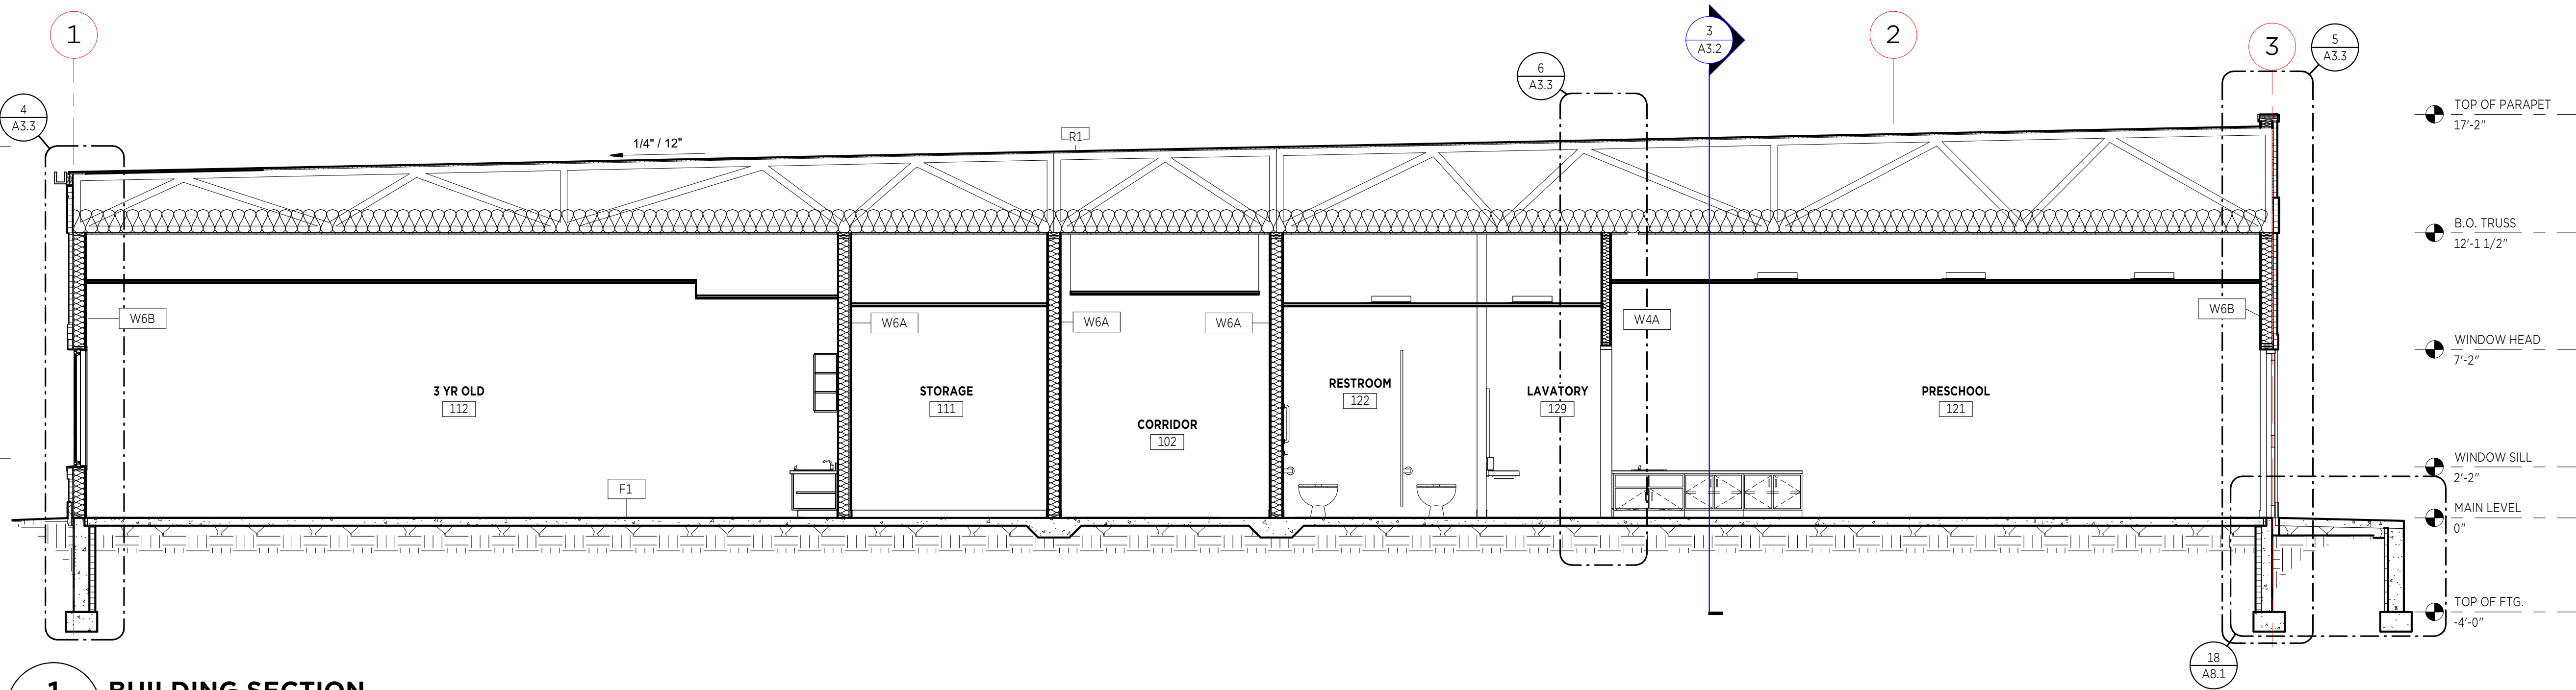 1
3
A3.2
2
3
5
A3.3
6
A3.3
4
A3.3
TOP OF PARAPET
17'-2"
R1
1/4" / 12"
B.O. TRUSS
12'-1 1/2"
W6B
W6A
W6A
W6A
W4A
W6B
WINDOW HEAD
7'-2"
3 YR OLD
112
STORAGE
111
CORRIDOR
102
RESTROOM
122
LAVATORY
129
PRESCHOOL
121
WINDOW SILL
2'-2"
F1
MAIN LEVEL
0"
TOP OF FTG.
-4'-0"
18
A8.1
1
BUILDING SECTION